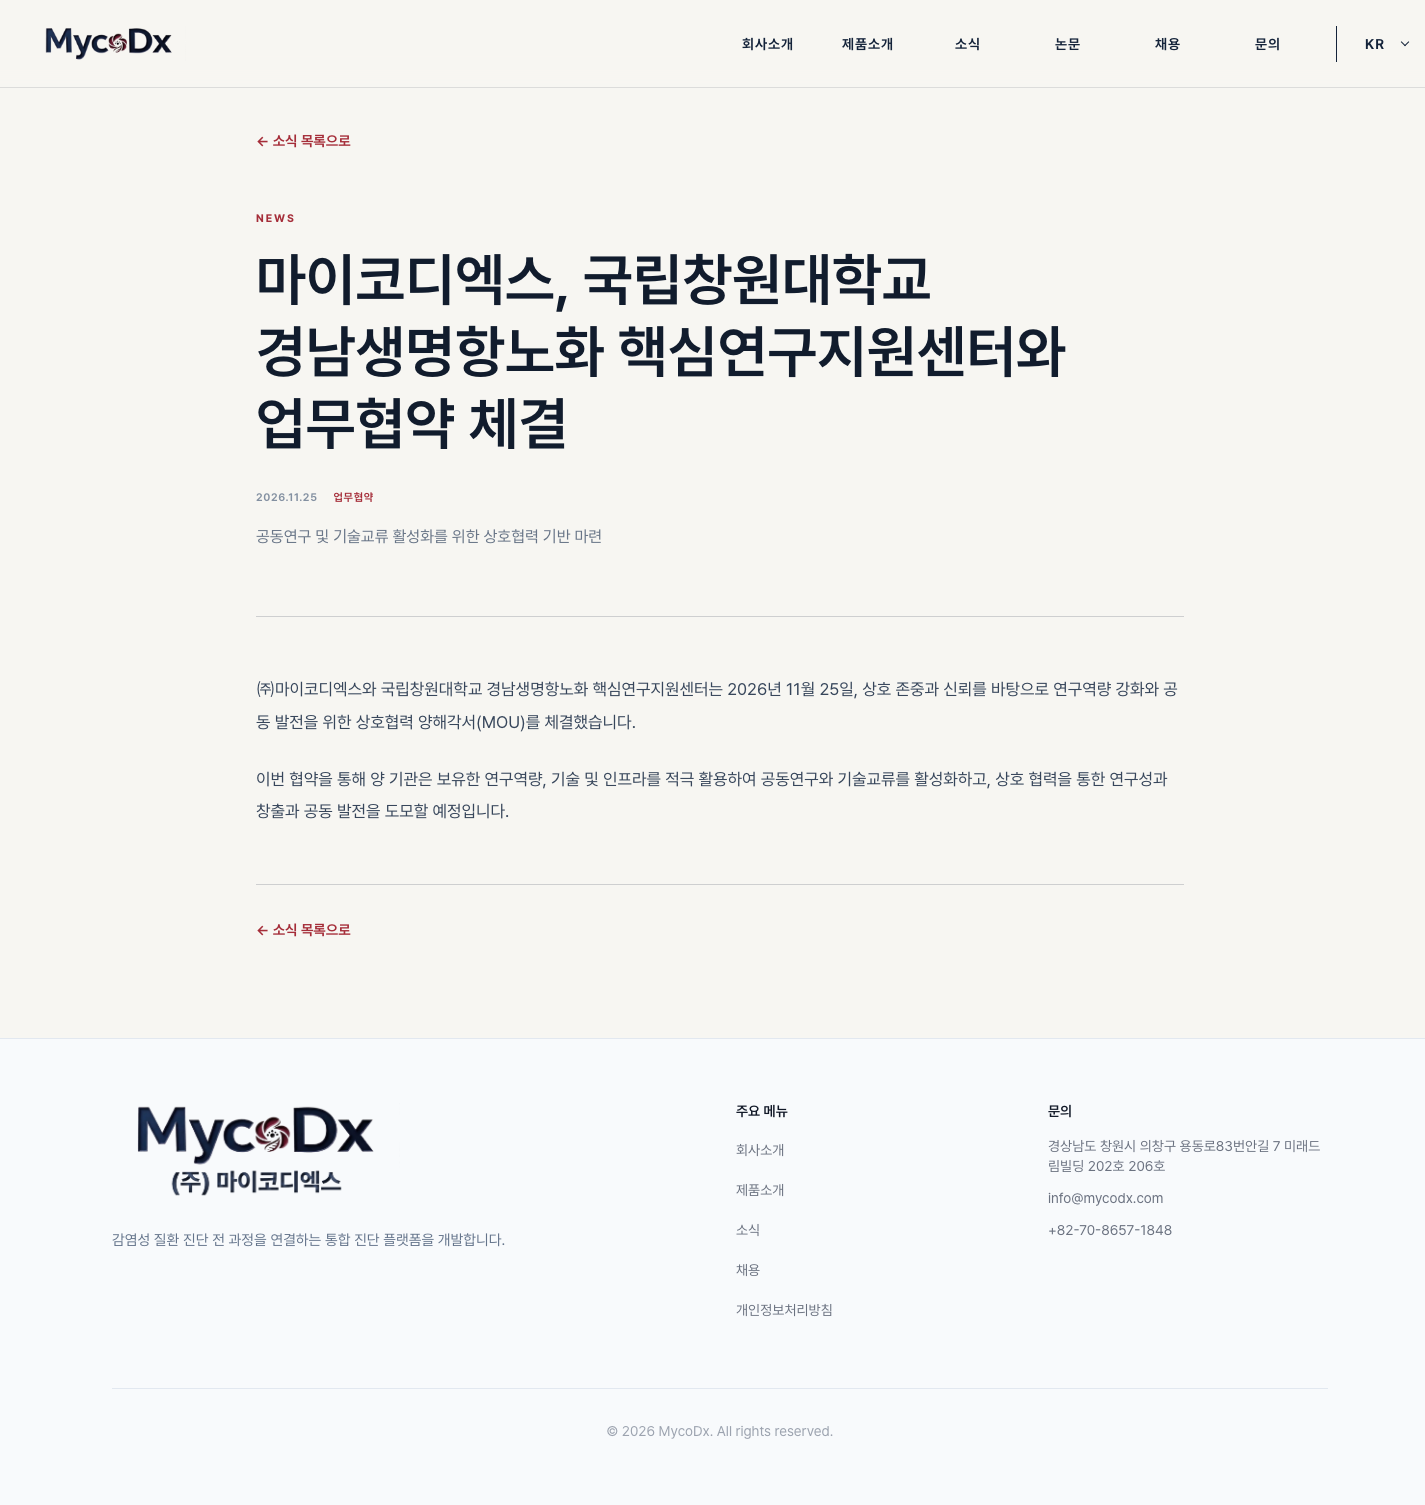 MycoDx
회사소개
제품소개
소식
논문
채용
문의
KR
← 소식 목록으로
NEWS
마이코디엑스, 국립창원대학교
경남생명항노화 핵심연구지원센터와
업무협약 체결
2026.11.25 업무협약
공동연구 및 기술교류 활성화를 위한 상호협력 기반 마련
㈜마이코디엑스와 국립창원대학교 경남생명항노화 핵심연구지원센터는 2026년 11월 25일, 상호 존중과 신뢰를 바탕으로 연구역량 강화와 공
동 발전을 위한 상호협력 양해각서(MOU)를 체결했습니다.
이번 협약을 통해 양 기관은 보유한 연구역량, 기술 및 인프라를 적극 활용하여 공동연구와 기술교류를 활성화하고, 상호 협력을 통한 연구성과
창출과 공동 발전을 도모할 예정입니다.
← 소식 목록으로
MycoDx
(주) 마이코디엑스
감염성 질환 진단 전 과정을 연결하는 통합 진단 플랫폼을 개발합니다.
주요 메뉴
회사소개
제품소개
소식
채용
개인정보처리방침
문의
경상남도 창원시 의창구 용동로83번안길 7 미래드
림빌딩 202호 206호
info@mycodx.com
+82-70-8657-1848
© 2026 MycoDx. All rights reserved.